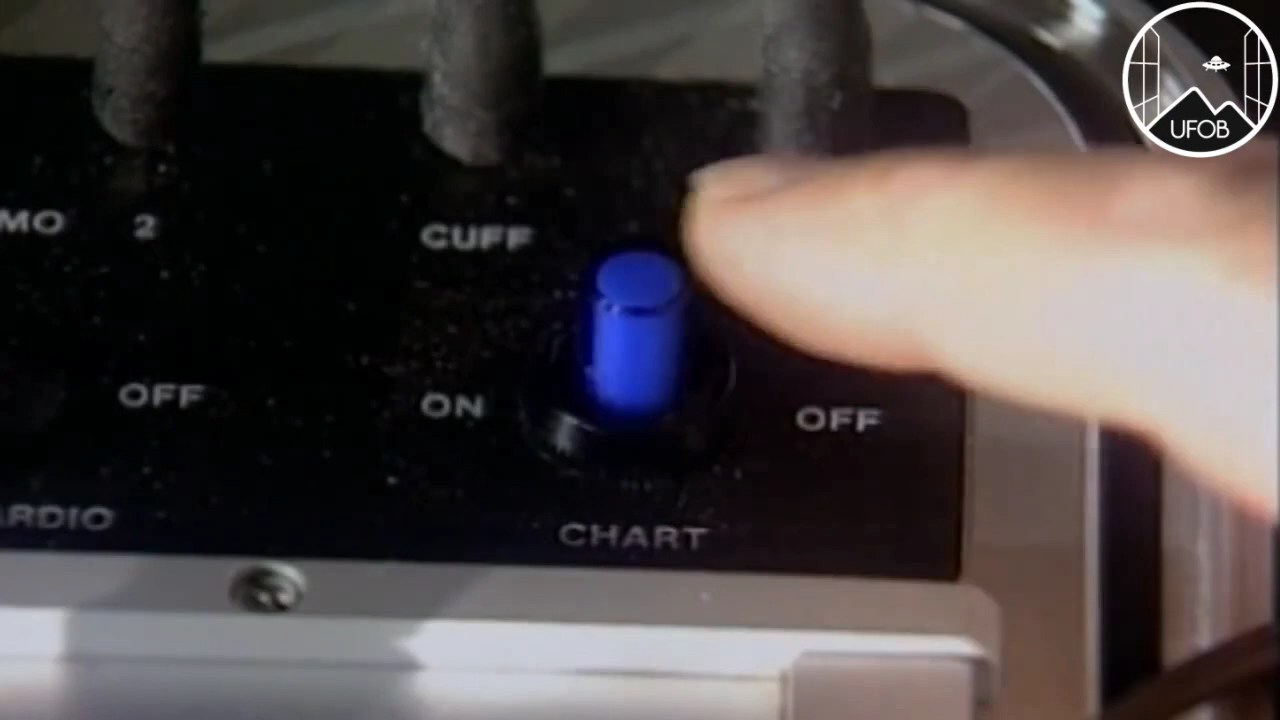 MO 2
CUFF
OFF
ON
OFF
ARDIO
CHART
UFOB